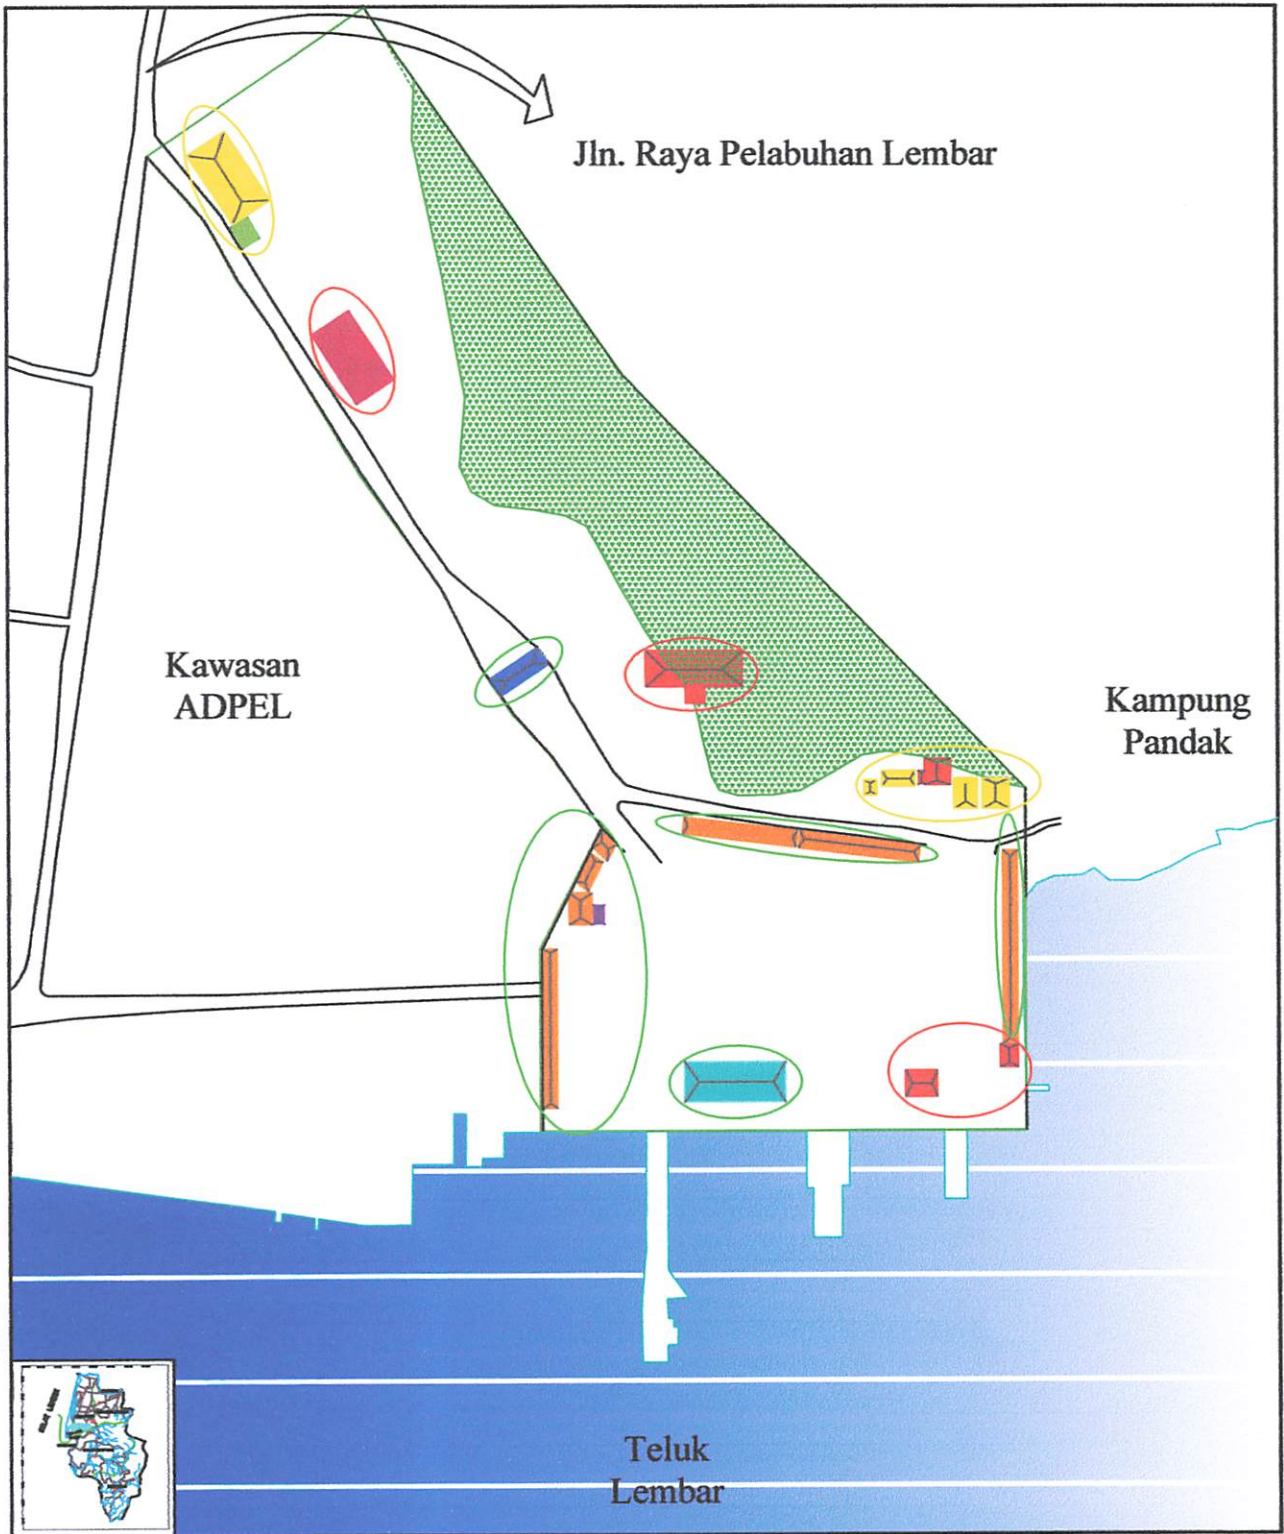 Jln. Raya Pelabuhan Lembar
Kawasan
ADPEL
Kampung
Pandak
Teluk
Lembar